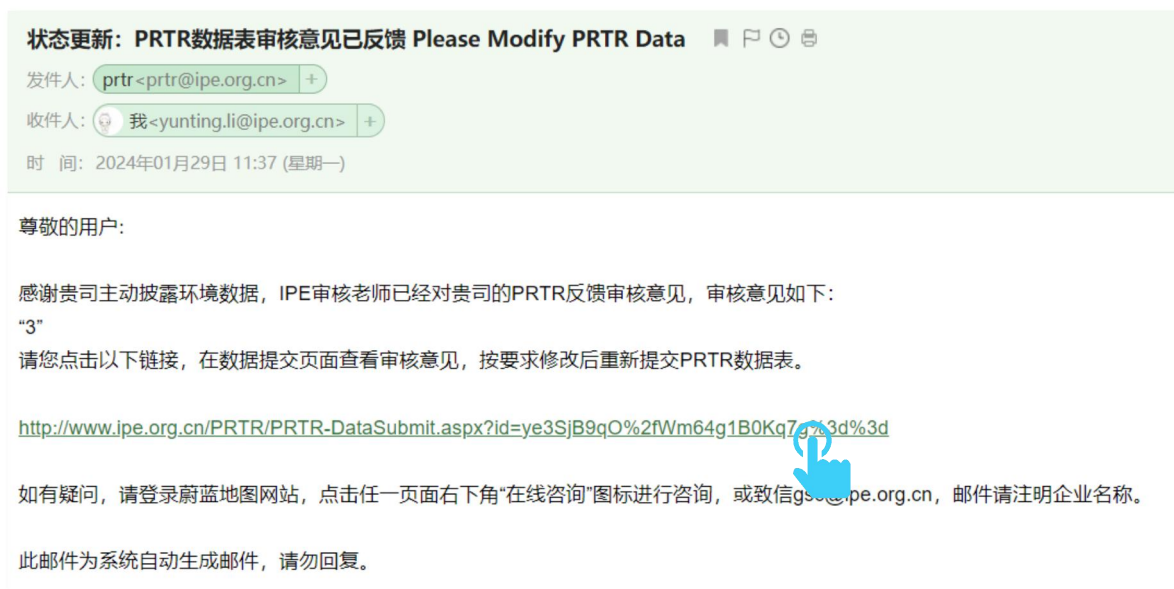 状态更新：PRTR数据表审核意见已反馈 Please Modify PRTR Data
发件人：prtr<prtr@ipe.org.cn> +
收件人：我<yunting.li@ipe.org.cn> +
时 间：2024年01月29日 11:37 (星期一)
尊敬的用户:
感谢贵司主动披露环境数据，IPE审核老师已经对贵司的PRTR反馈审核意见，审核意见如下：
“3”
请您点击以下链接，在数据提交页面查看审核意见，按要求修改后重新提交PRTR数据表。
http://www.ipe.org.cn/PRTR/PRTR-DataSubmit.aspx?id=ye3SjB9qO%2fWm64g1B0Kq7g%3d%3d
如有疑问，请登录蔚蓝地图网站，点击任一页面右下角“在线咨询”图标进行咨询，或致信，邮件请注明企业名称。
此邮件为系统自动生成邮件，请勿回复。